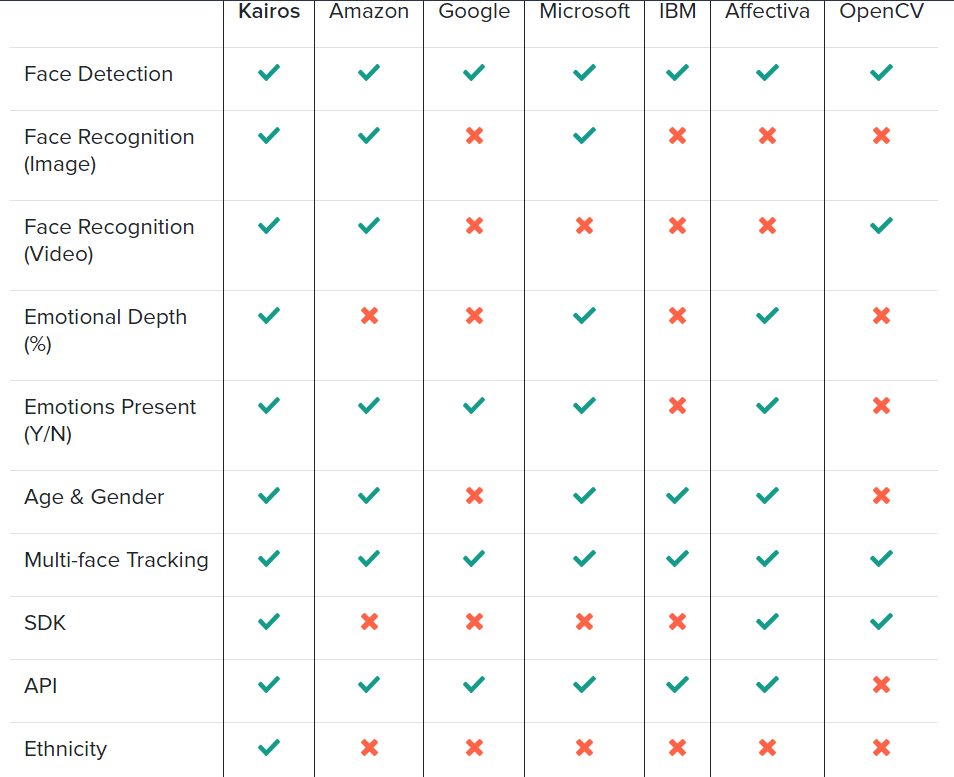 Kairos Amazon Google Microsoft IBM Affectiva OpenCV
Face Detection
Face Recognition
(Image)
Face Recognition
(Video)
Emotional Depth
(%)
Emotions Present
(Y/N)
Age & Gender
Multi-face Tracking
SDK
API
Ethnicity